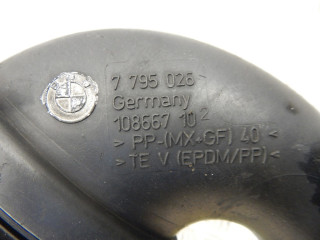 7 795 026
Germany
108667 10 2
> PP-(MX+GF) 40 <
> TE V (EPDM/PP) <